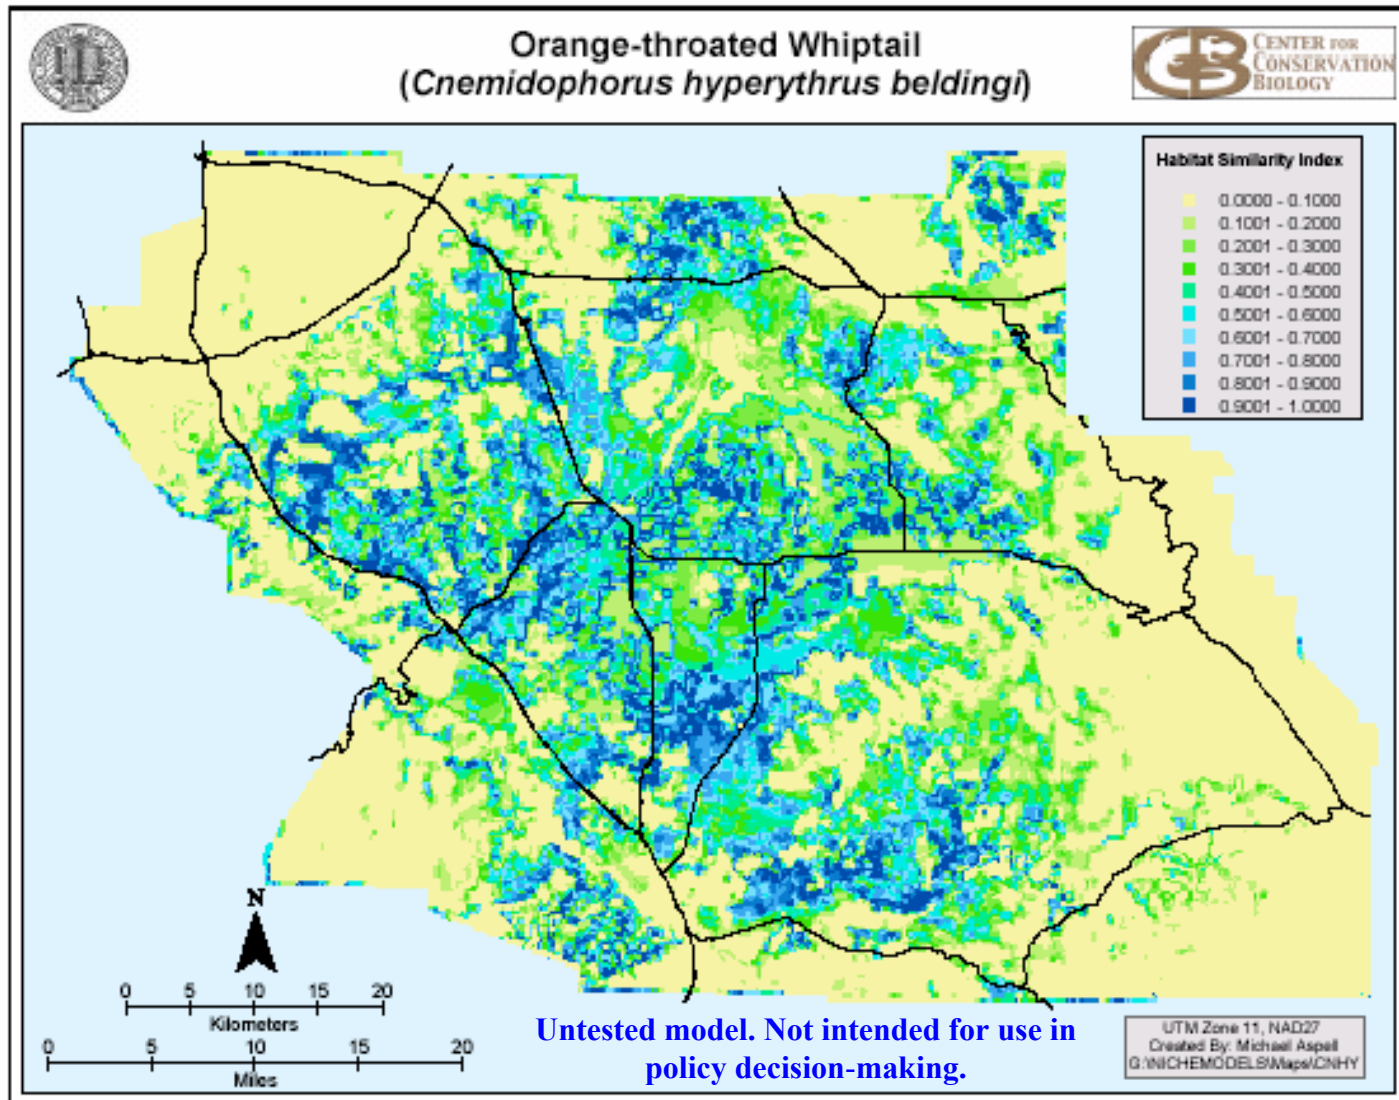 Orange-throated Whiptail
(Cnemidophorus hyperythrus beldingi)
CENTER FOR
CONSERVATION
BIOLOGY
Habitat Similarity Index
0.0000 - 0.1000
0.1001 - 0.2000
0.2001 - 0.3000
0.3001 - 0.4000
0.4001 - 0.5000
0.5001 - 0.6000
0.6001 - 0.7000
0.7001 - 0.8000
0.8001 - 0.9000
0.9001 - 1.0000
N
0 5 10 15 20
Kilometers
0 5 10 15 20
Miles
Untested model. Not intended for use in
policy decision-making.
UTM Zone 11, NAD27
Created By: Michael Aspell
G:\NICHEMODELS\Maps\CNHY